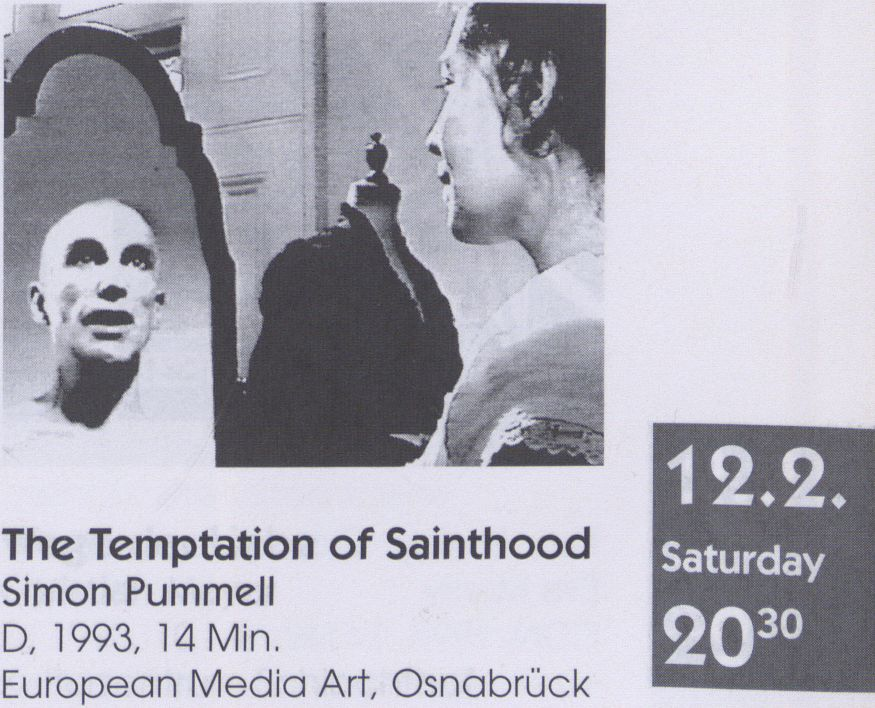 The Temptation of Sainthood
Simon Pummell
D, 1993, 14 Min.
European Media Art, Osnabrück
12.2.
Saturday
20³⁰